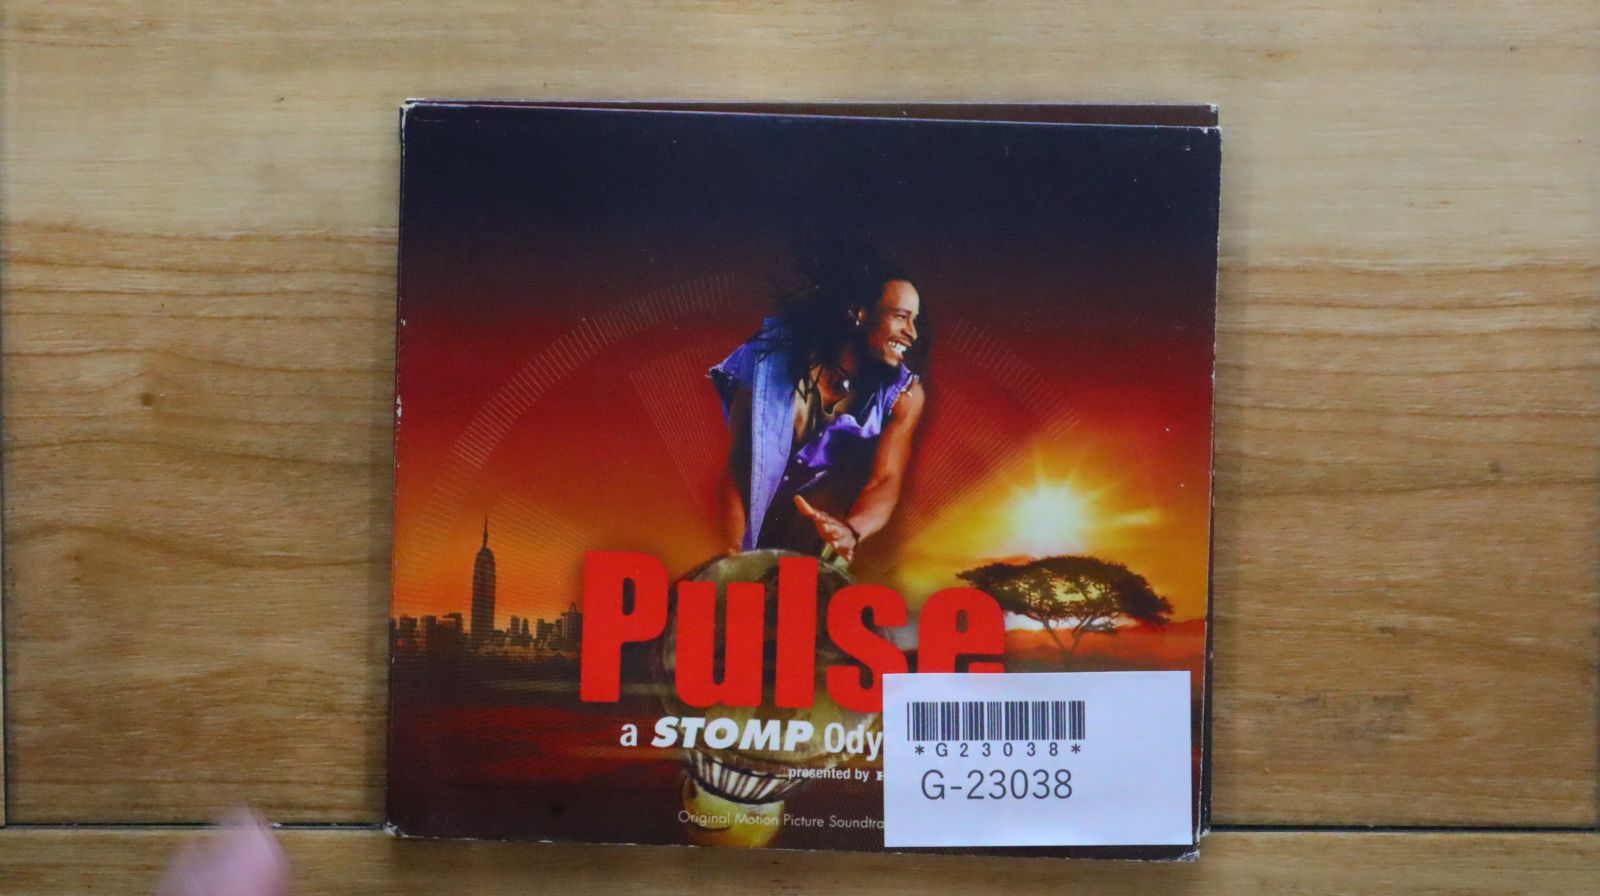 Pulse
a STOMP Ody
presented by
Original Motion Picture Soundtra
*G23038*
G-23038